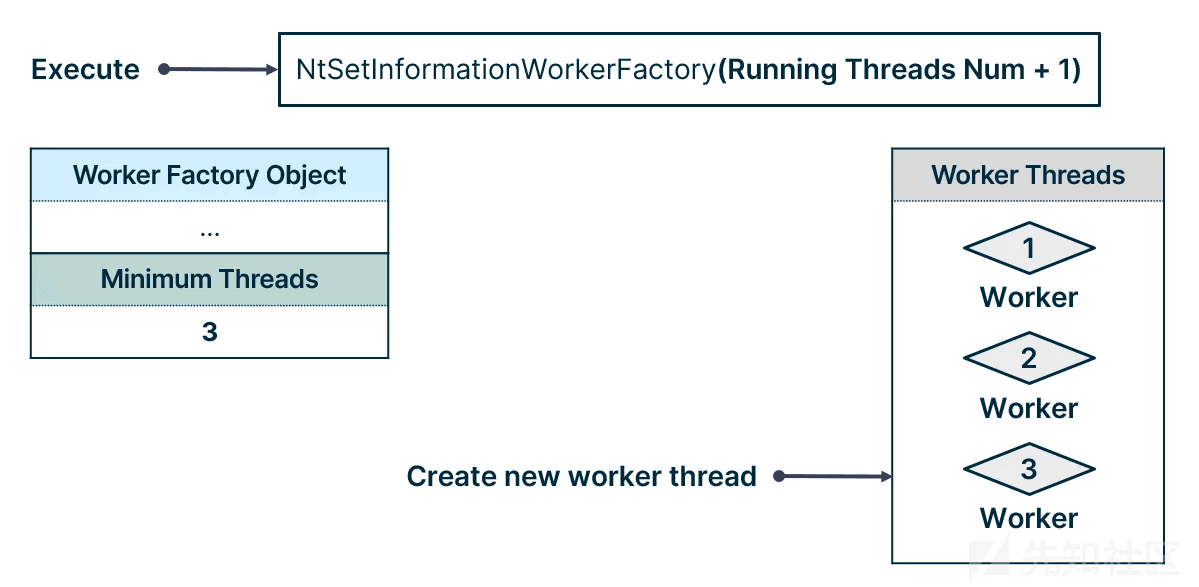 Execute
NtSetInformationWorkerFactory(Running Threads Num + 1)
Worker Factory Object
...
Minimum Threads
3
Worker Threads
1
Worker
2
Worker
Create new worker thread
3
Worker
先知社区